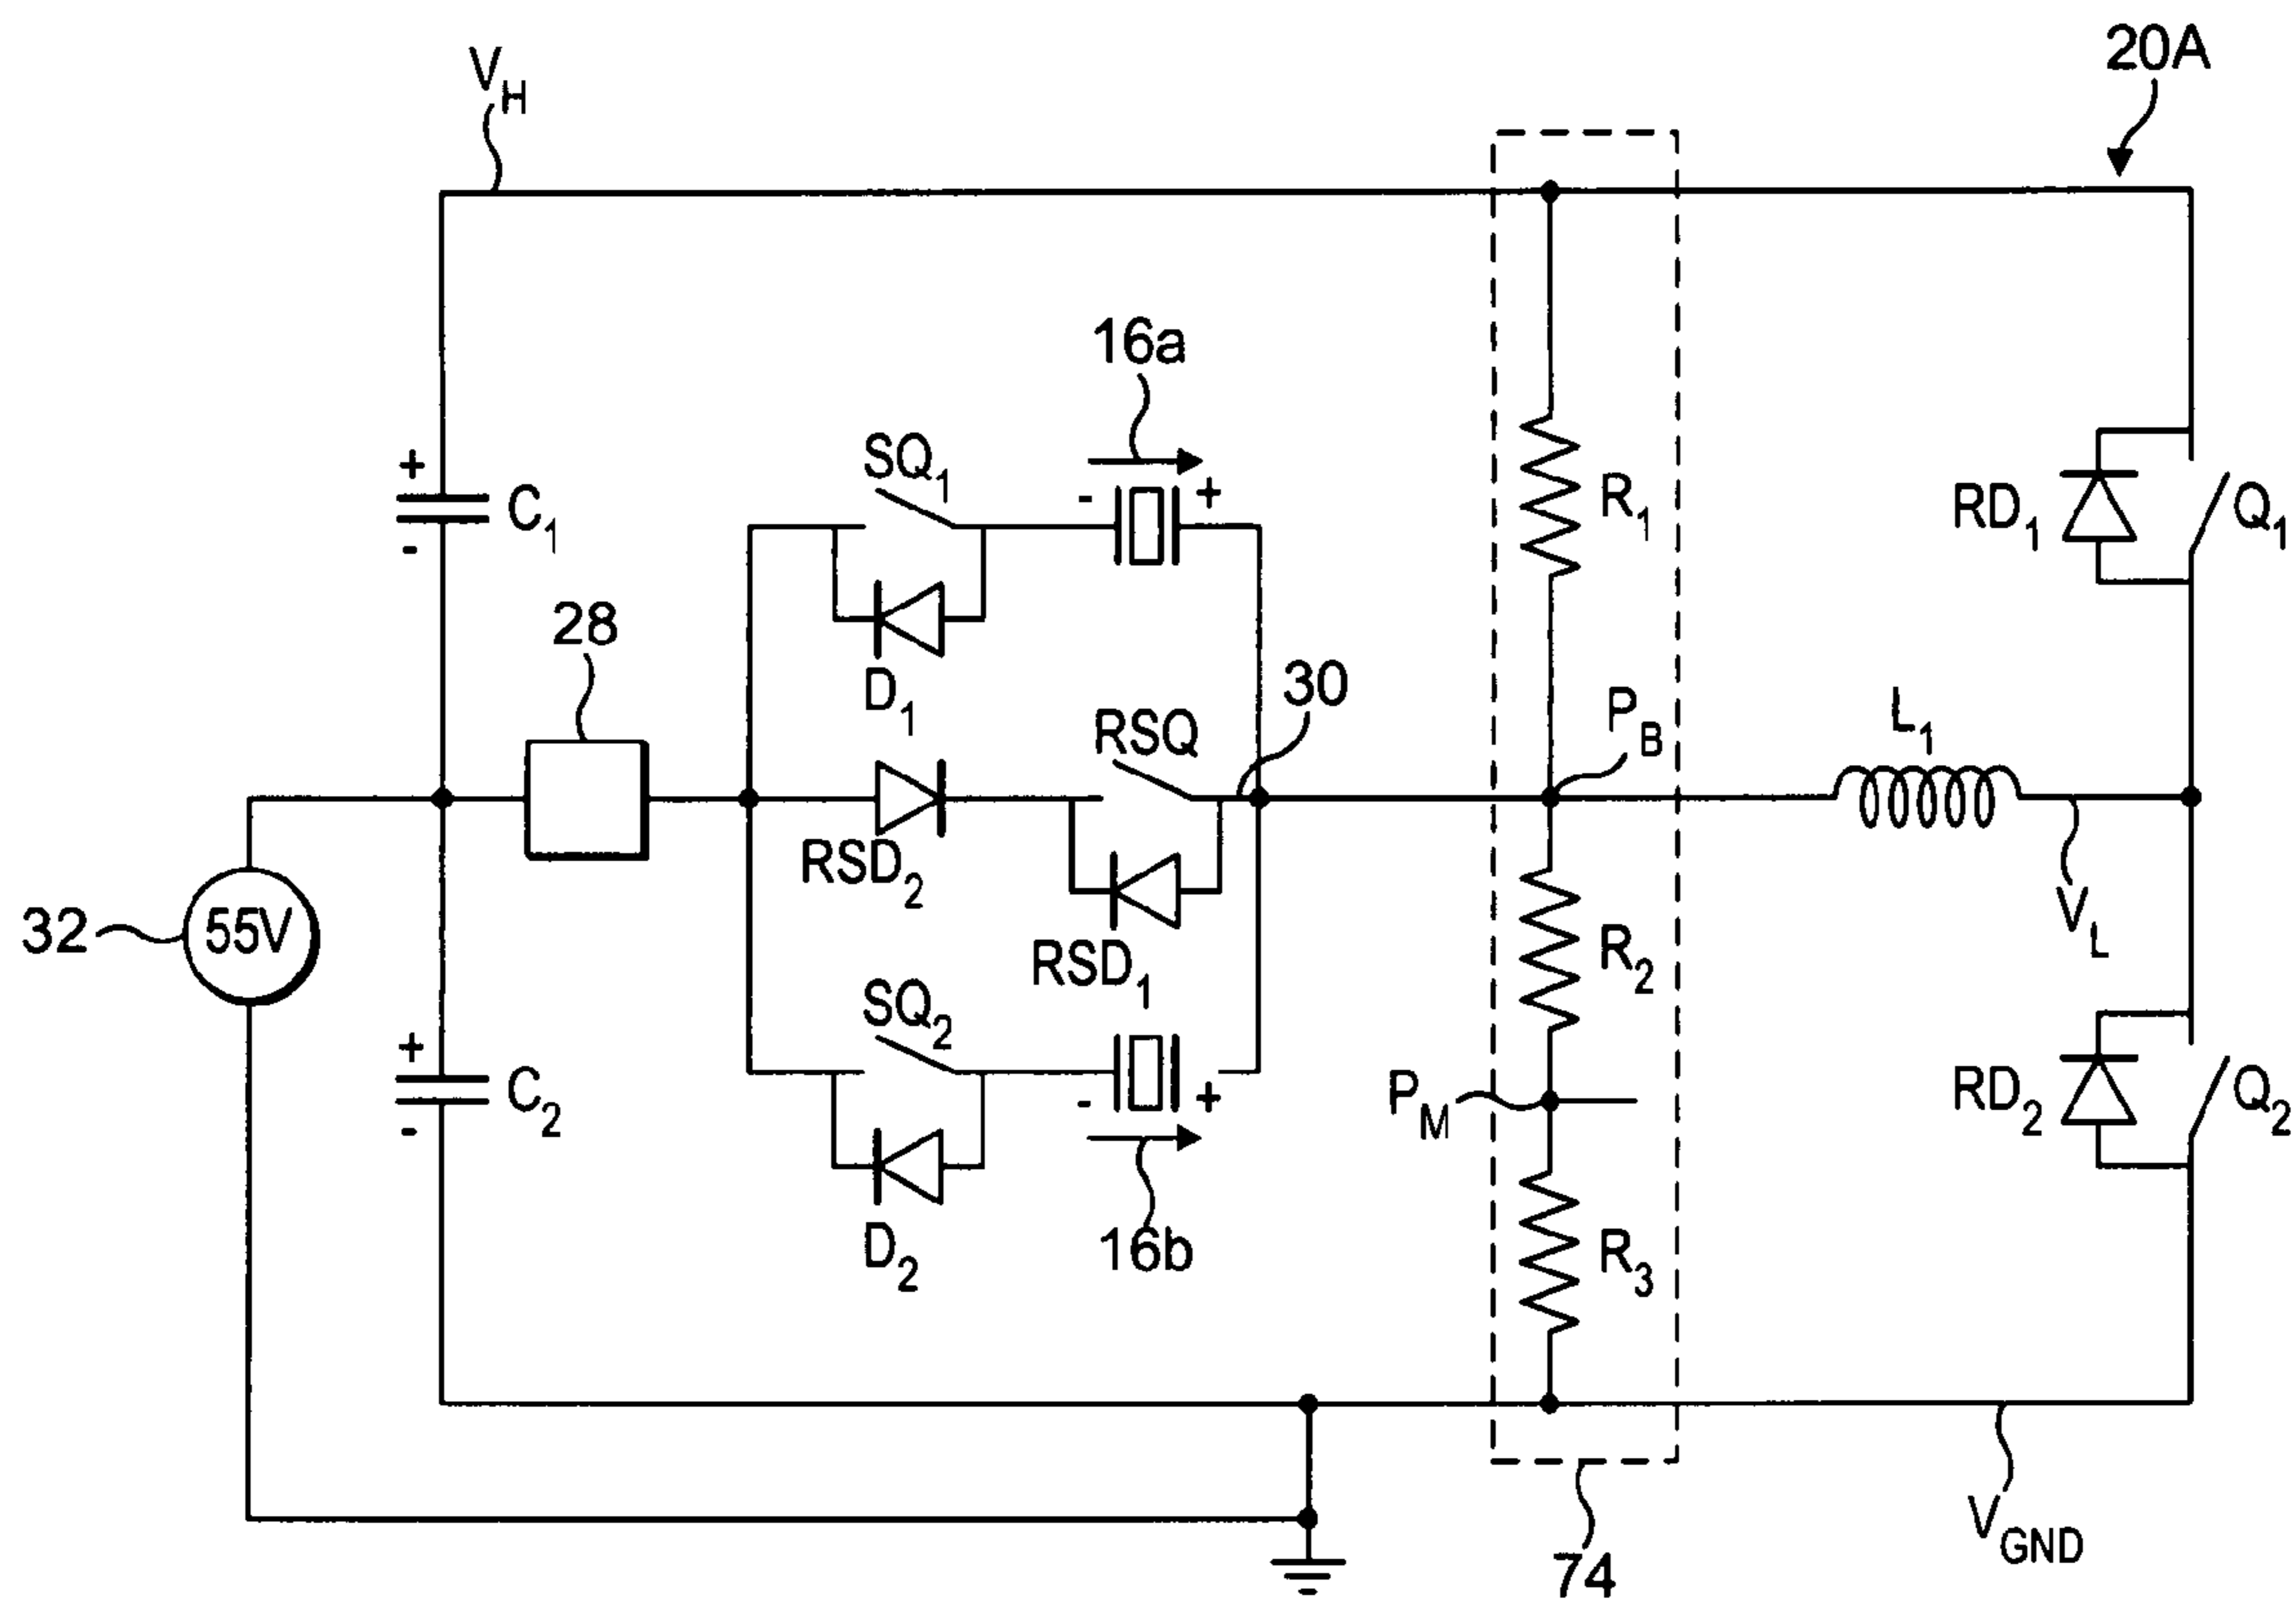 20A
V_H
16a
SQ_1
- +
+
C_1
-
R_1
RD_1
Q_1
28
D_1
30
RSQ
P_B
L_1
RSD_2
32
55V
R_2
V_L
RSD_1
SQ_2
+
C_2
-
- +
P_M
RD_2
Q_2
D_2
16b
R_3
V_GND
74